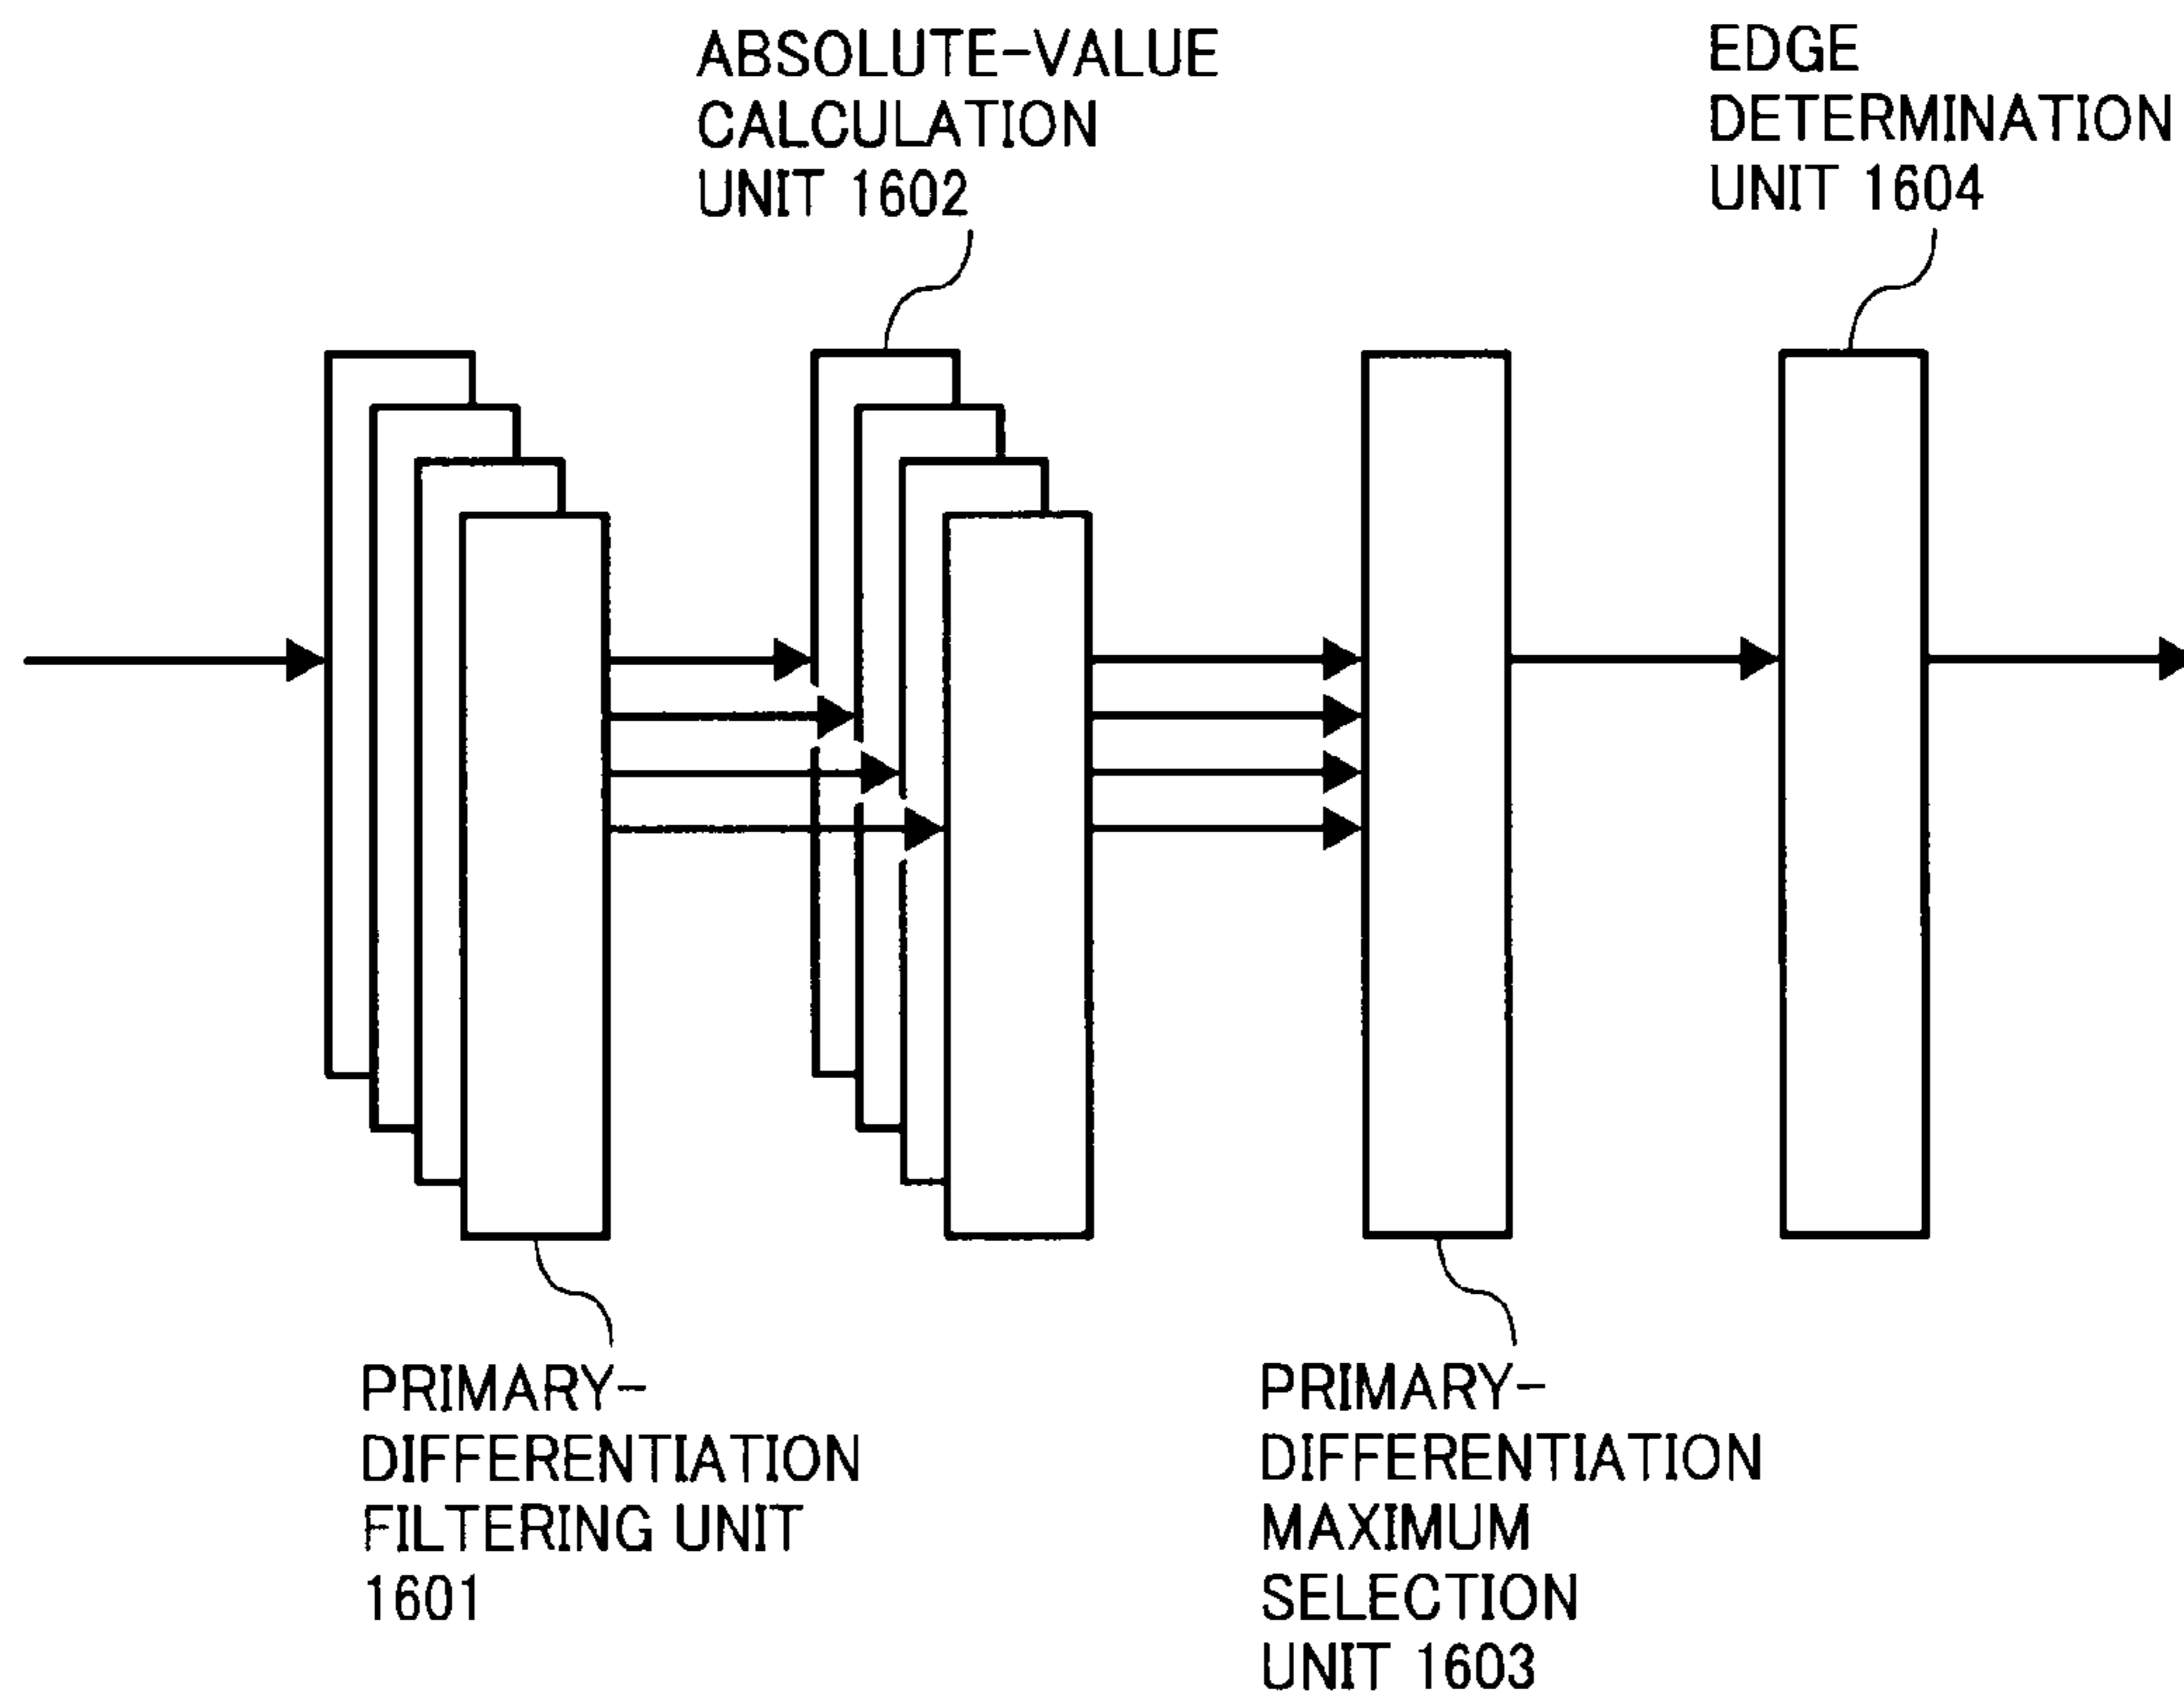 ABSOLUTE-VALUE
CALCULATION
UNIT 1602
EDGE
DETERMINATION
UNIT 1604
PRIMARY-
DIFFERENTIATION
FILTERING UNIT
1601
PRIMARY-
DIFFERENTIATION
MAXIMUM
SELECTION
UNIT 1603